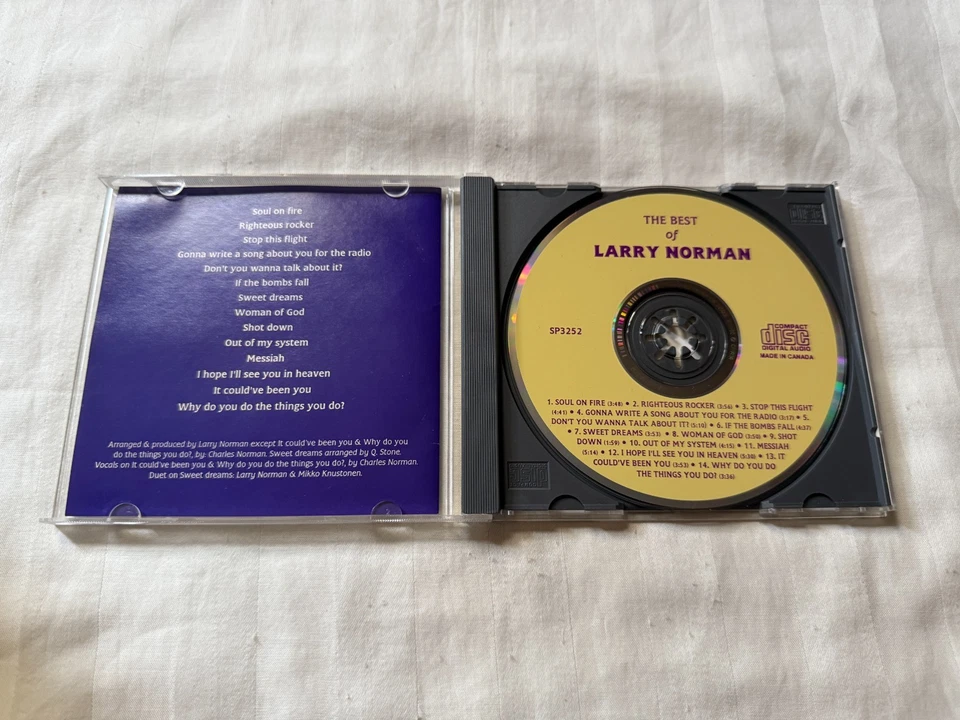 Soul on fire
Righteous rocker
Stop this flight
Gonna write a song about you for the radio
Don't you wanna talk about it?
If the bombs fall
Sweet dreams
Woman of God
Shot down
Out of my system
Messiah
I hope I'll see you in heaven
It could've been you
Why do you do the things you do?
Arranged & produced by Larry Norman except It could've been you & Why do you
do the things you do?, by: Charles Norman. Sweet dreams arranged by Q. Stone.
Vocals on It could've been you & Why do you do the things you do?, by Charles Norman.
Duet on Sweet dreams: Larry Norman & Mikko Knustonen.
THE BEST
of
LARRY NORMAN
SP3252
COMPACT
disc
DIGITAL AUDIO
MADE IN CANADA
1. SOUL ON FIRE (3:48) • 2. RIGHTEOUS ROCKER (3:56) • 3. STOP THIS FLIGHT
(4:41) • 4. GONNA WRITE A SONG ABOUT YOU FOR THE RADIO (3:17) • 5.
DON'T YOU WANNA TALK ABOUT IT? (5:10) • 6. IF THE BOMBS FALL (4:37)
• 7. SWEET DREAMS (3:53) • 8. WOMAN OF GOD (3:50) • 9. SHOT
DOWN (1:59) • 10. OUT OF MY SYSTEM (4:15) • 11. MESSIAH
(5:14) • 12. I HOPE I'LL SEE YOU IN HEAVEN (5:30) • 13. IT
COULD'VE BEEN YOU (3:53) • 14. WHY DO YOU DO
THE THINGS YOU DO? (3:36)